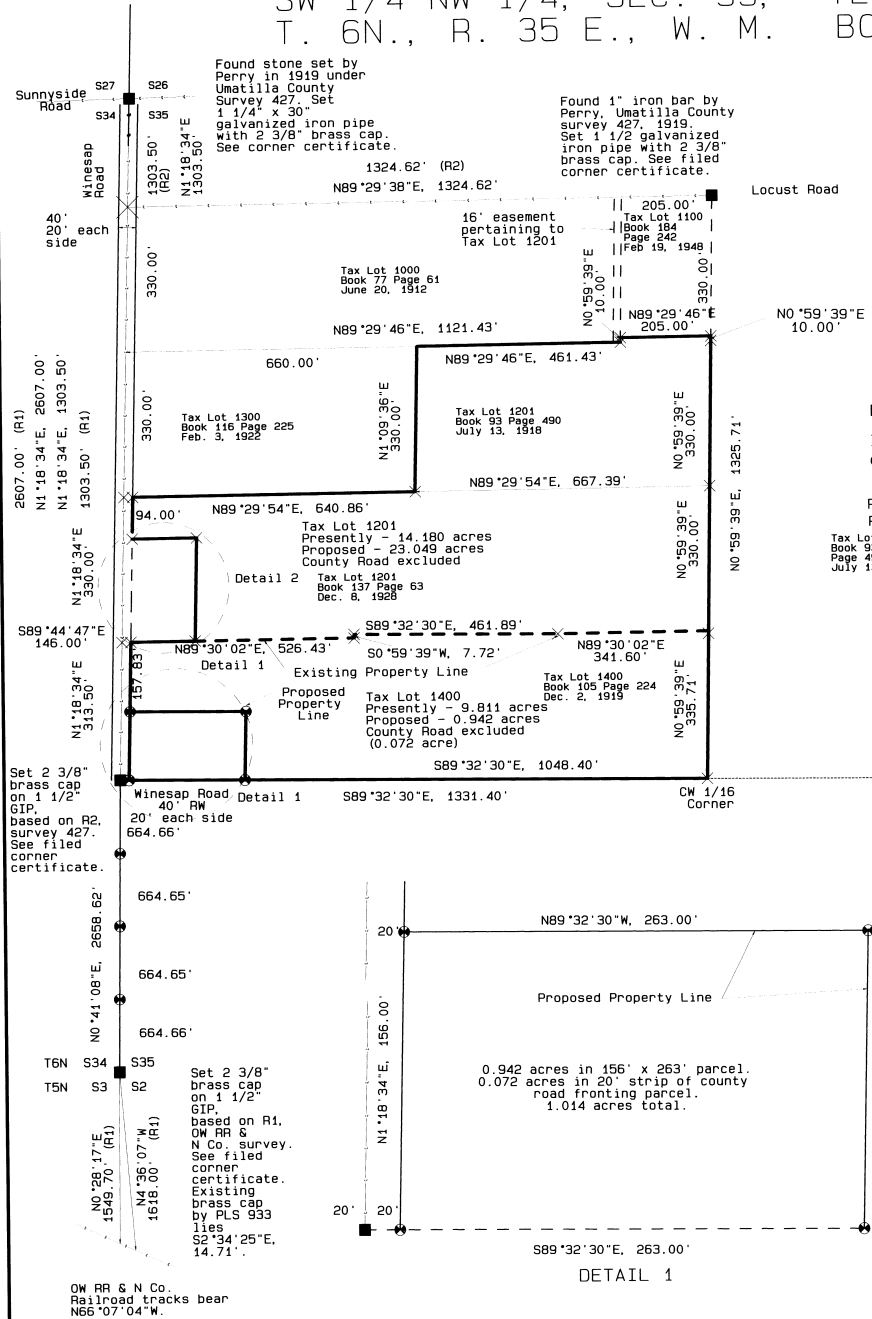 SW 1/4 NW 1/4, SEC. 35,
T. 6N., R. 35 E., W. M.
S27 S26
Sunnyside
Road
S34 S35
Found stone set by
Perry in 1919 under
Umatilla County
Survey 427. Set
1 1/4" x 30"
galvanized iron pipe
with 2 3/8" brass cap.
See corner certificate.
Found 1" iron bar by
Perry, Umatilla County
survey 427, 1919.
Set 1 1/2 galvanized
iron pipe with 2 3/8"
brass cap. See filed
corner certificate.
Winesap
Road
1303.50'
(R2)
N1°18'34"E
1303.50'
1324.62' (R2)
N89°29'38"E, 1324.62'
Locust Road
40'
20' each
side
16' easement
pertaining to
Tax Lot 1201
205.00'
Tax Lot 1100
Book 184
Page 242
Feb 19, 1948
330.00'
Tax Lot 1000
Book 77 Page 61
June 20, 1912
N0°59'39"E
10.00'
330.00'
N89°29'46"E
205.00'
N0°59'39"E
10.00'
N89°29'46"E, 1121.43'
660.00'
N89°29'46"E, 461.43'
2607.00' (R1)
N1°18'34"E, 2607.00'
N1°18'34"E, 1303.50'
1303.50' (R1)
330.00'
Tax Lot 1300
Book 116 Page 225
Feb. 3, 1922
N1°09'36"E
330.00'
Tax Lot 1201
Book 93 Page 490
July 13, 1918
N0°59'39"E
330.00'
N0°59'39"E, 1325.71'
N89°29'54"E, 667.39'
N89°29'54"E, 640.86'
94.00'
Tax Lot 1201
Presently - 14.180 acres
Proposed - 23.049 acres
County Road excluded
N1°18'34"E
330.00'
Detail 2
Tax Lot 1201
Book 137 Page 63
Dec. 8, 1928
N0°59'39"E
330.00'
Tax Lo
Book 9
Page 4
July 1
S89°44'47"E
146.00'
S89°32'30"E, 461.89'
N89°30'02"E, 526.43'
S0°59'39"W, 7.72'
N89°30'02"E
341.60'
Detail 1
Existing Property Line
N1°18'34"E
313.50'
157.83'
Proposed
Property
Line
Tax Lot 1400
Presently - 9.811 acres
Proposed - 0.942 acres
County Road excluded
(0.072 acre)
Tax Lot 1400
Book 105 Page 224
Dec. 2, 1919
N0°59'39"E
335.71'
S89°32'30"E, 1048.40'
Set 2 3/8"
brass cap
on 1 1/2"
GIP,
based on R2,
survey 427.
See filed
corner
certificate.
Winesap Road
40' RW
20' each side
Detail 1
S89°32'30"E, 1331.40'
CW 1/16
Corner
664.66'
664.65'
N0°41'08"E, 2658.62'
664.65'
664.66'
T6N S34 S35
T5N S3 S2
N0°28'17"E
1549.70' (R1)
N4°36'07"W
1618.00' (R1)
Set 2 3/8"
brass cap
on 1 1/2"
GIP,
based on R1,
OW RR &
N Co. survey.
See filed
corner
certificate.
Existing
brass cap
by PLS 933
lies
S2°34'25"E,
14.71'.
OW RR & N Co.
Railroad tracks bear
N66°07'04"W.
20'
N89°32'30"W, 263.00'
Proposed Property Line
N1°18'34"E, 156.00'
0.942 acres in 156' x 263' parcel.
0.072 acres in 20' strip of county
road fronting parcel.
1.014 acres total.
20' 20'
S89°32'30"E, 263.00'
DETAIL 1